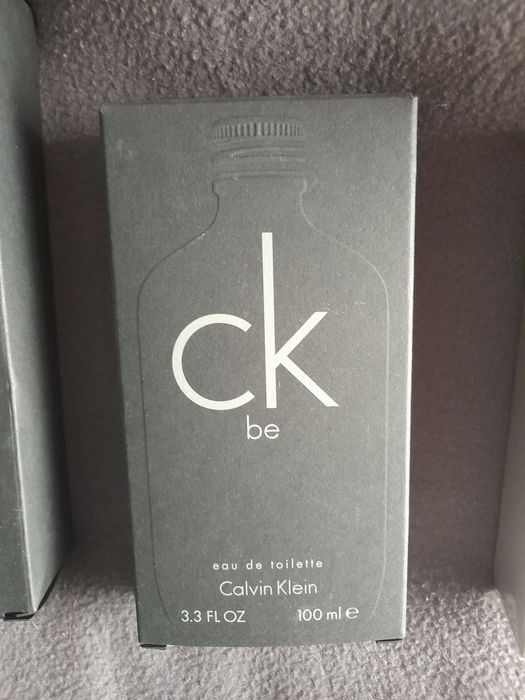 ck
be
eau de toilette
Calvin Klein
3.3 FL OZ 100 ml ℮